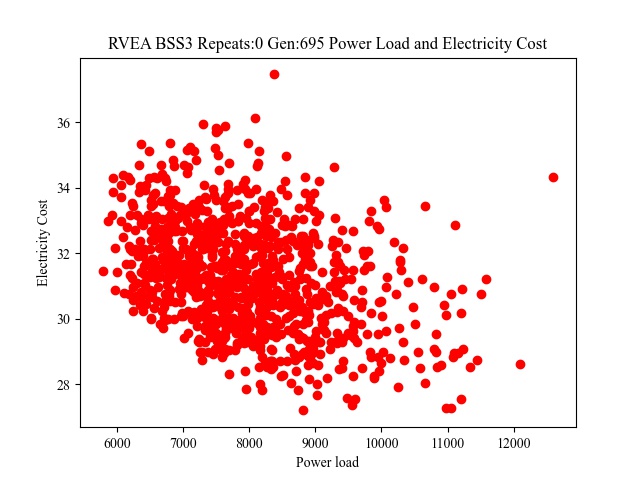 RVEA BSS3 Repeats:0 Gen:695 Power Load and Electricity Cost
36
34
32
30
28
Electricity Cost
6000 7000 8000 9000 10000 11000 12000
Power load